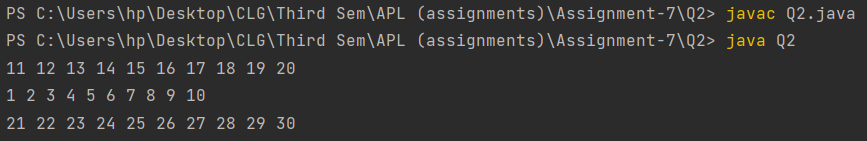 PS C:\Users\hp\Desktop\CLG\Third Sem\APL (assignments)\Assignment-7\Q2> javac Q2.java
PS C:\Users\hp\Desktop\CLG\Third Sem\APL (assignments)\Assignment-7\Q2> java Q2
11 12 13 14 15 16 17 18 19 20
1 2 3 4 5 6 7 8 9 10
21 22 23 24 25 26 27 28 29 30